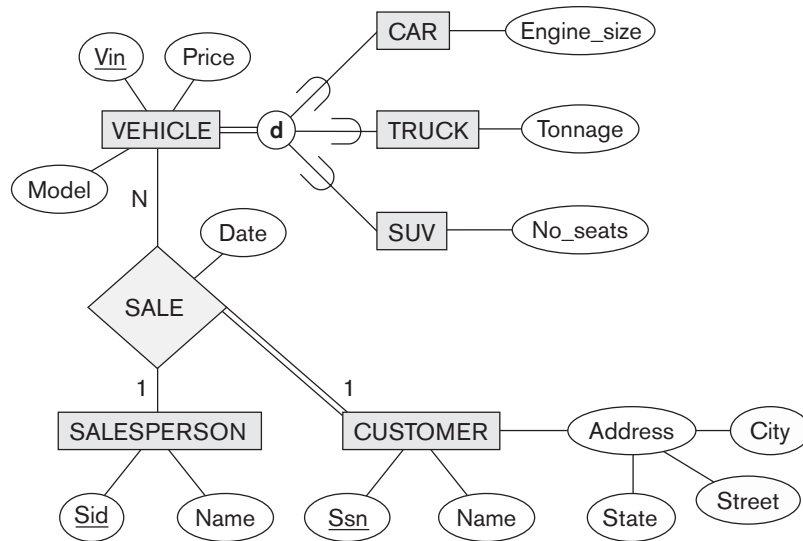 CAR
Engine_size
Vin
Price
VEHICLE
d
TRUCK
Tonnage
Model
N
SUV
No_seats
Date
SALE
1
1
SALESPERSON
CUSTOMER
Address
City
Sid
Name
Ssn
Name
State
Street